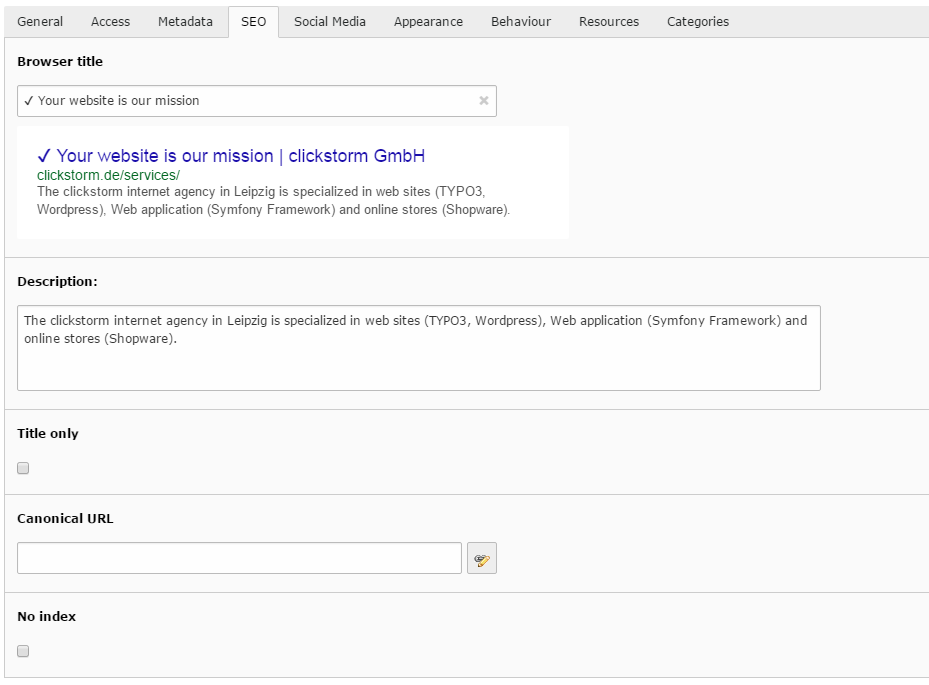 General Access Metadata SEO Social Media Appearance Behaviour Resources Categories
Browser title
✓ Your website is our mission
✓ Your website is our mission | clickstorm GmbH
clickstorm.de/services/
The clickstorm internet agency in Leipzig is specialized in web sites (TYPO3,
Wordpress), Web application (Symfony Framework) and online stores (Shopware).
Description:
The clickstorm internet agency in Leipzig is specialized in web sites (TYPO3, Wordpress), Web application (Symfony Framework) and
online stores (Shopware).
Title only
Canonical URL
No index